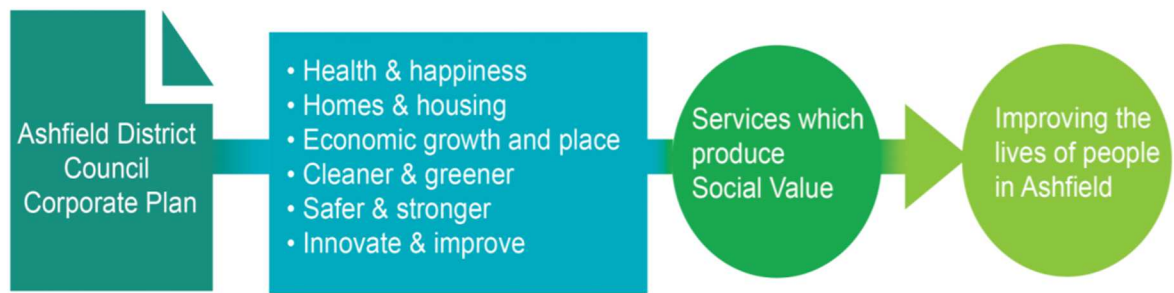 Ashfield District
Council
Corporate Plan
• Health & happiness
• Homes & housing
• Economic growth and place
• Cleaner & greener
• Safer & stronger
• Innovate & improve
Services which
produce
Social Value
Improving the
lives of people
in Ashfield